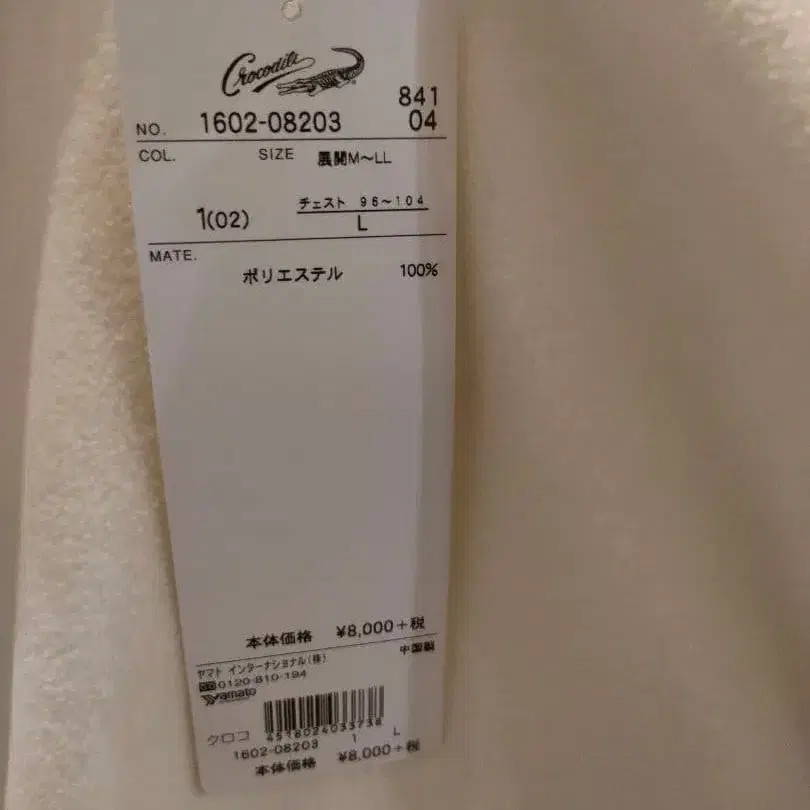 Crocodile
841
NO. 1602-08203 04
COL. SIZE 展開M〜LL
チェスト 96〜104
1(02) L
MATE.
ポリエステル 100%
本体価格 ¥8,000+税
ヤマト インターナショナル(株) 中国製
0120-810-194
Yamato
4518024033738
クロコ 1 L
1602-08203
本体価格 ¥8,000+税